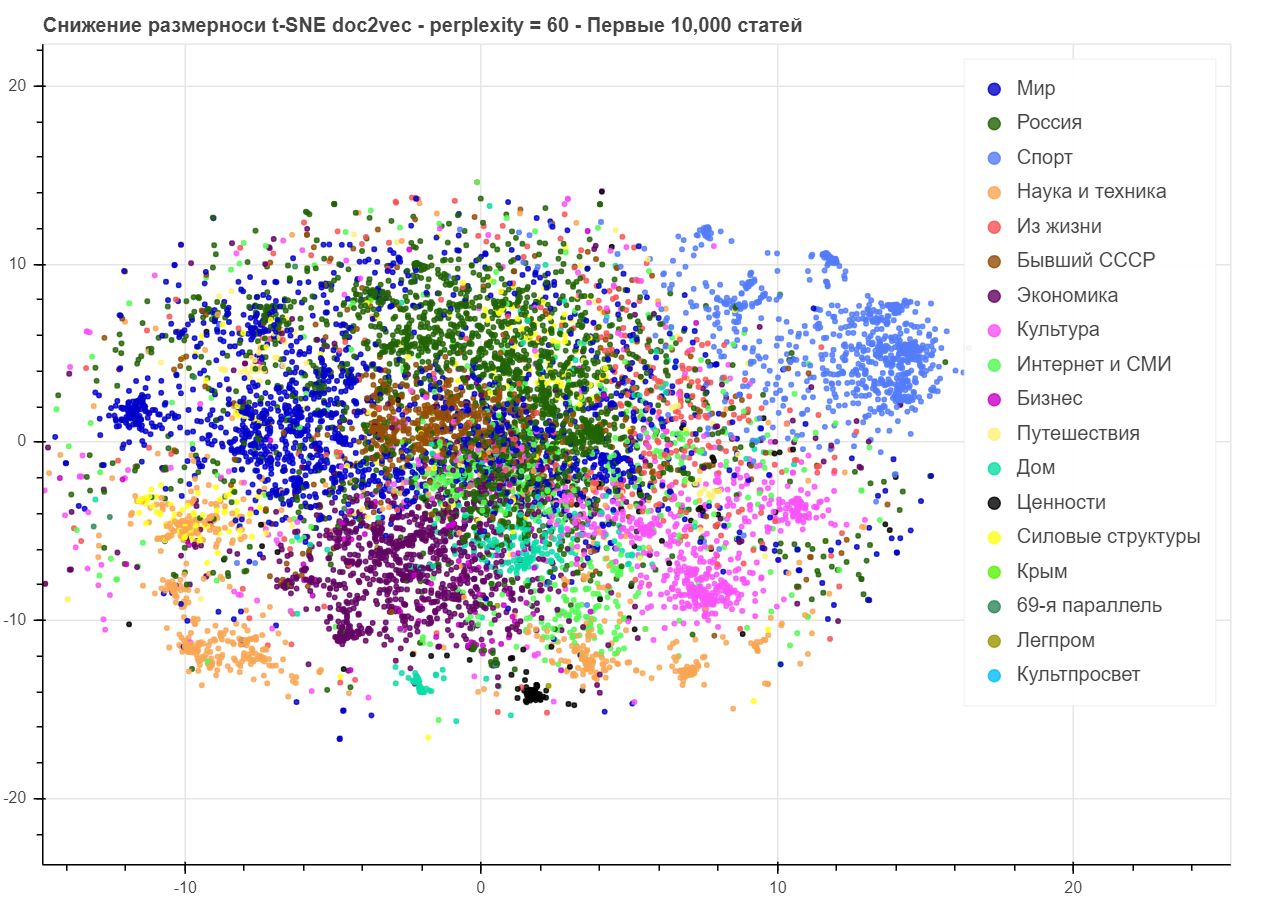 Снижение размерноси t-SNE doc2vec - perplexity = 60 - Первые 10,000 статей
20
10
0
-10
-20
-10
0
10
20
Мир
Россия
Спорт
Наука и техника
Из жизни
Бывший СССР
Экономика
Культура
Интернет и СМИ
Бизнес
Путешествия
Дом
Ценности
Силовые структуры
Крым
69-я параллель
Легпром
Культпросвет